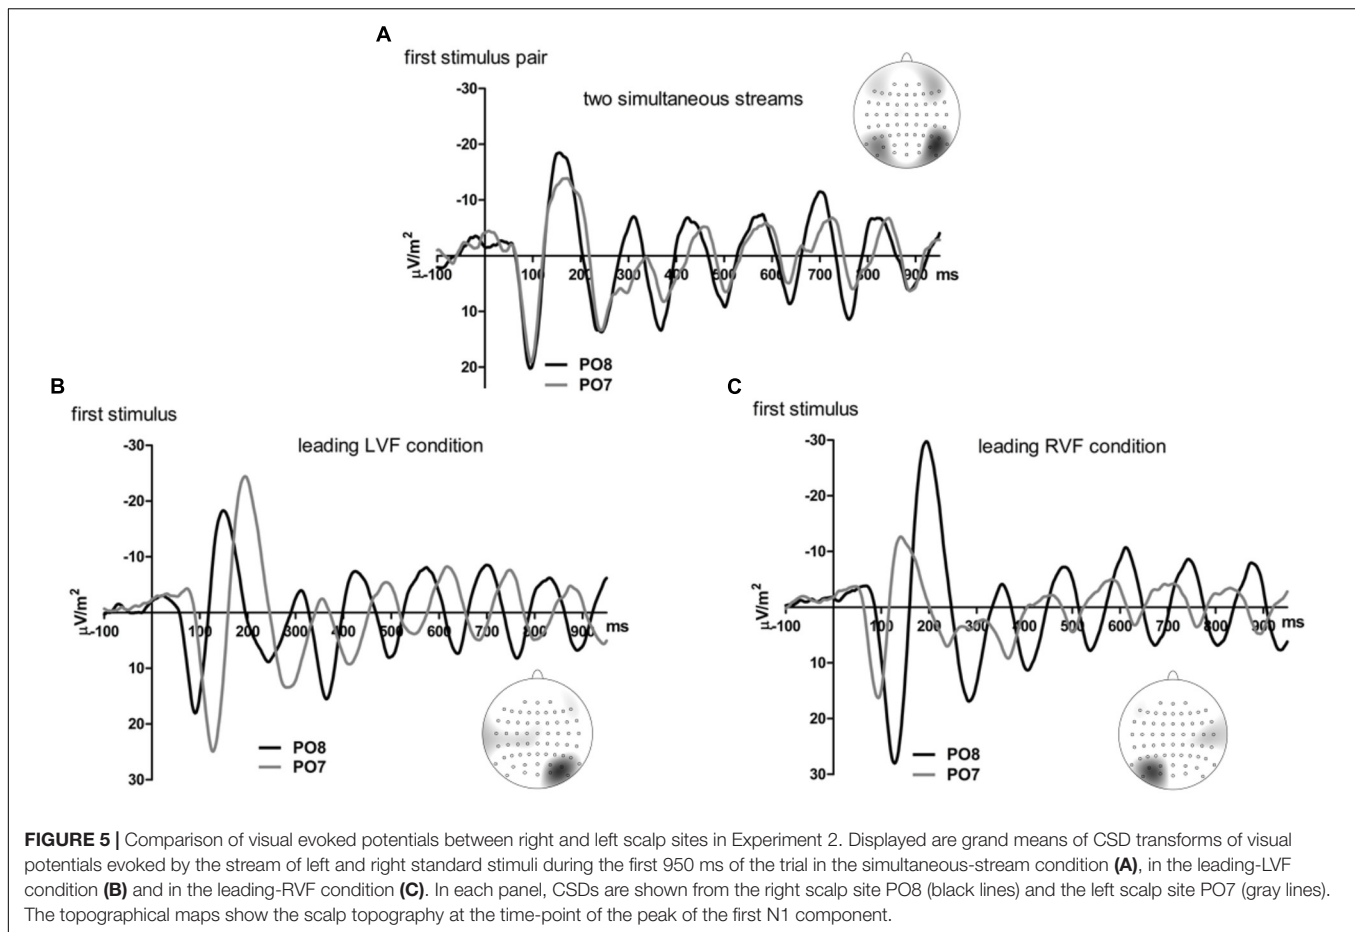 A
first stimulus pair
two simultaneous streams
-30
-20
-10
µV/m²
-100 100 200 300 400 500 600 700 800 900 ms
10
20
PO8
PO7
B
first stimulus
leading LVF condition
-30
-20
-10
µV/m²
-100 100 200 300 400 500 600 700 800 900 ms
10
20
30
PO8
PO7
C
first stimulus
leading RVF condition
-30
-20
-10
µV/m²
-100 100 200 300 400 500 600 700 800 900 ms
10
20
30
PO8
PO7
FIGURE 5 | Comparison of visual evoked potentials between right and left scalp sites in Experiment 2. Displayed are grand means of CSD transforms of visual
potentials evoked by the stream of left and right standard stimuli during the first 950 ms of the trial in the simultaneous-stream condition (A), in the leading-LVF
condition (B) and in the leading-RVF condition (C). In each panel, CSDs are shown from the right scalp site PO8 (black lines) and the left scalp site PO7 (gray lines).
The topographical maps show the scalp topography at the time-point of the peak of the first N1 component.